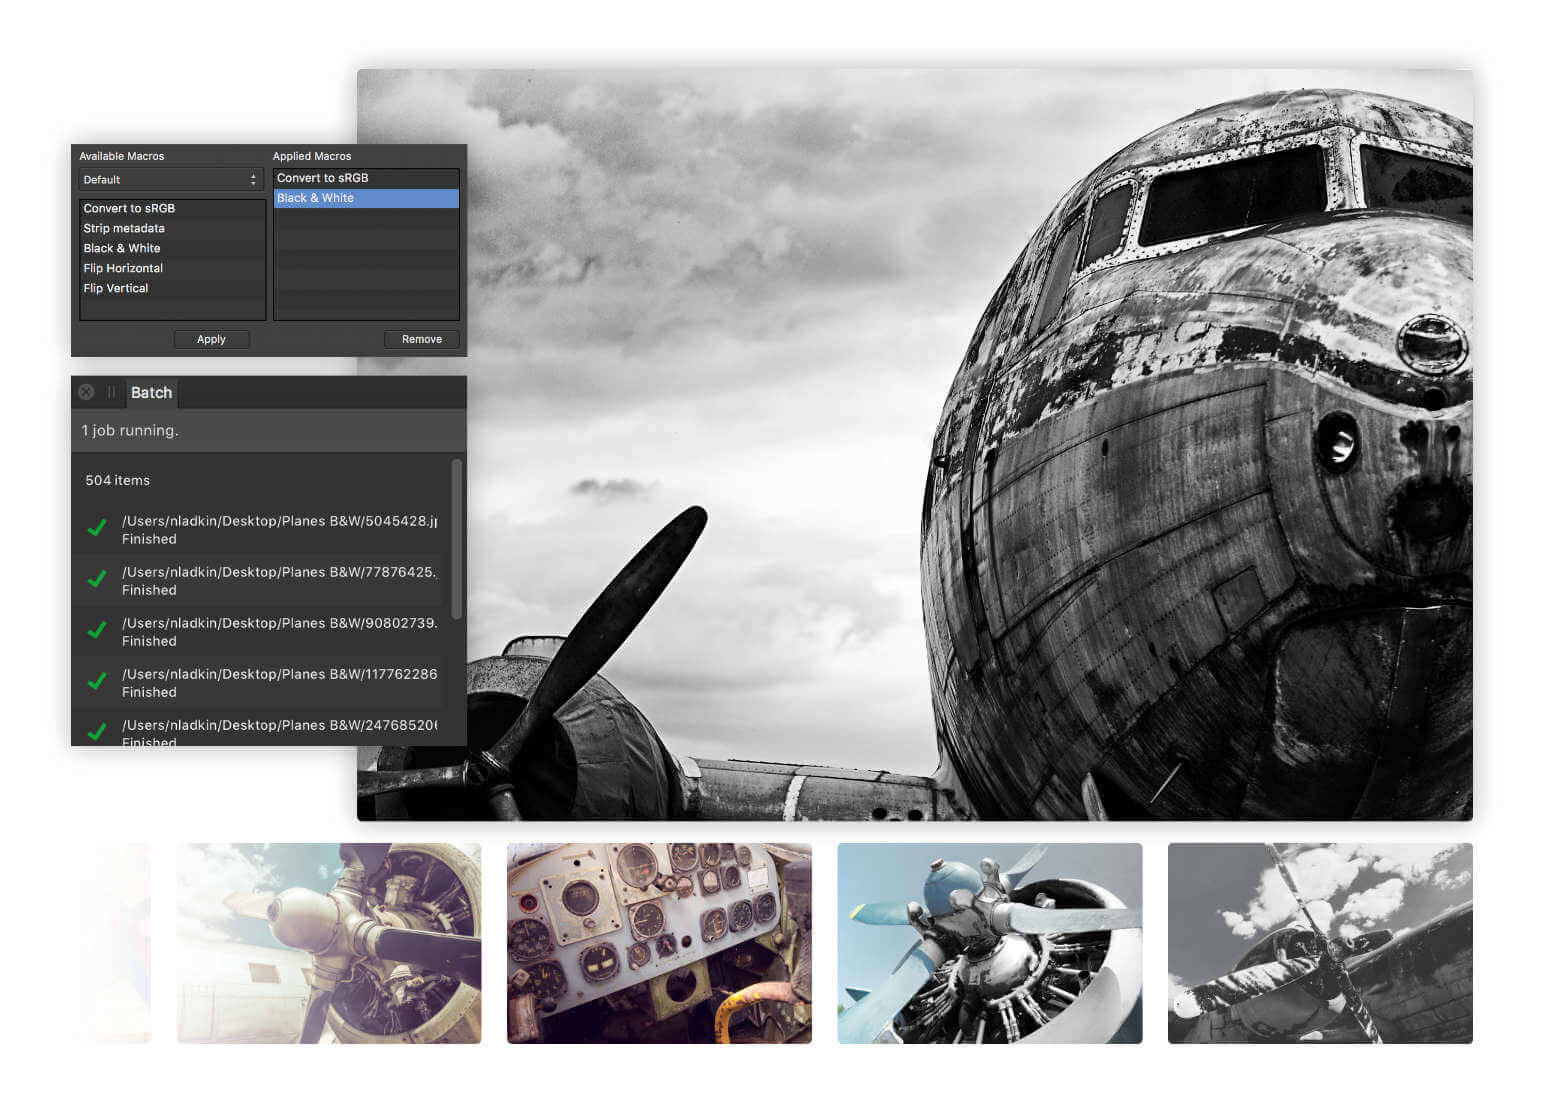 Available Macros
Default
Convert to sRGB
Strip metadata
Black & White
Flip Horizontal
Flip Vertical
Apply
Applied Macros
Convert to sRGB
Black & White
Remove
Batch
1 job running.
504 items
/Users/nladkin/Desktop/Planes B&W/5045428.jp
Finished
/Users/nladkin/Desktop/Planes B&W/77876425.
Finished
/Users/nladkin/Desktop/Planes B&W/90802739.
Finished
/Users/nladkin/Desktop/Planes B&W/117762286
Finished
/Users/nladkin/Desktop/Planes B&W/24768520
Finished